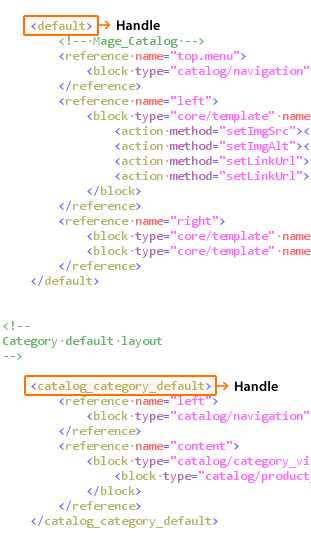 <default> Handle
<!-- Mage_Catalog -->
<reference name="top.menu">
<block type="catalog/navigation"
</reference>
<reference name="left">
<block type="core/template" name
<action method="setImgSrc"><
<action method="setImgAlt"><
<action method="setLinkUrl"><
<action method="setLinkUrl">
</block>
</reference>
<reference name="right">
<block type="core/template" name
<block type="core/template" name
</reference>
</default>
<!--
Category default layout
-->
<catalog_category_default> Handle
<reference name="left">
<block type="catalog/navigation"
</reference>
<reference name="content">
<block type="catalog/category_vi
<block type="catalog/product_
</block>
</reference>
</catalog_category_default>